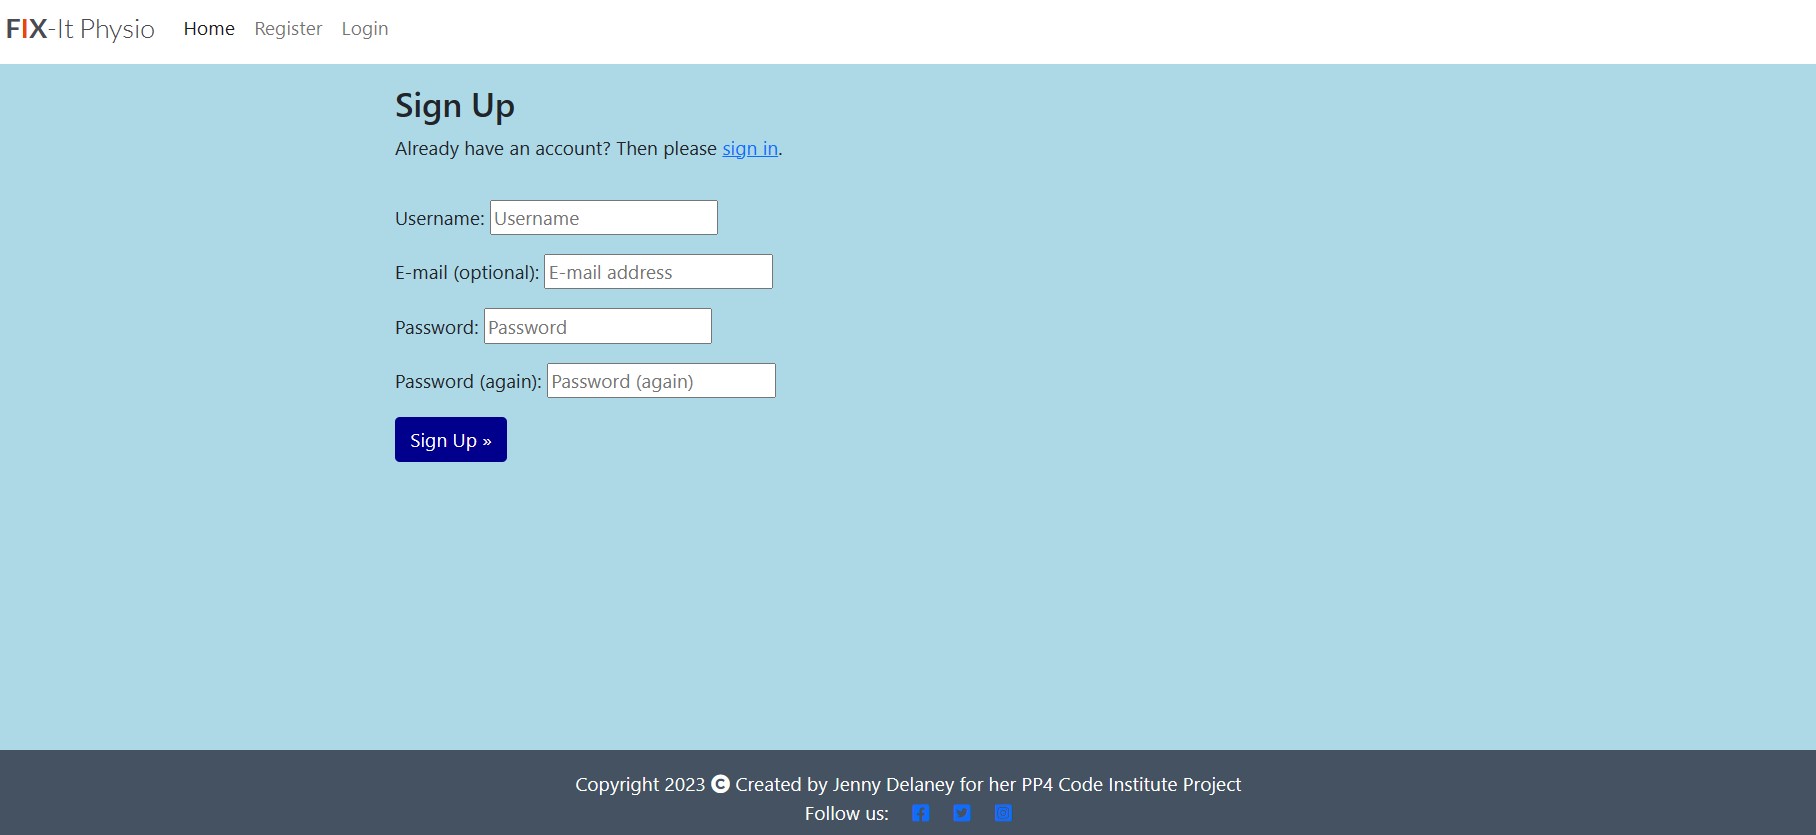 FIX-It Physio Home Register Login
Sign Up
Already have an account? Then please sign in.
Username: Username
E-mail (optional): E-mail address
Password: Password
Password (again): Password (again)
Sign Up »
Copyright 2023 © Created by Jenny Delaney for her PP4 Code Institute Project
Follow us: